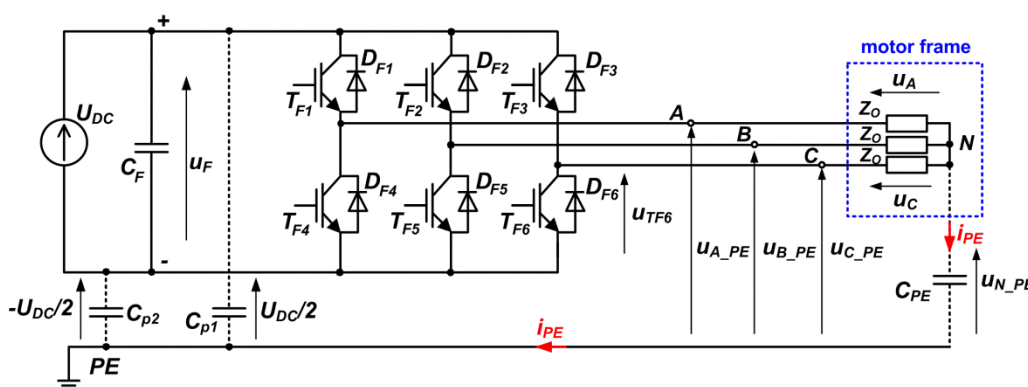 +
motor frame
D_F1
D_F2
D_F3
u_A
T_F1
T_F2
T_F3
U_DC
A
Z_O
B
Z_O
N
C
Z_O
C_F
u_F
D_F4
D_F5
D_F6
u_C
T_F4
T_F5
T_F6
u_TF6
i_PE
u_A_PE
u_B_PE
u_C_PE
C_PE
u_N_PE
-
-U_DC/2
C_p2
C_p1
U_DC/2
PE
i_PE